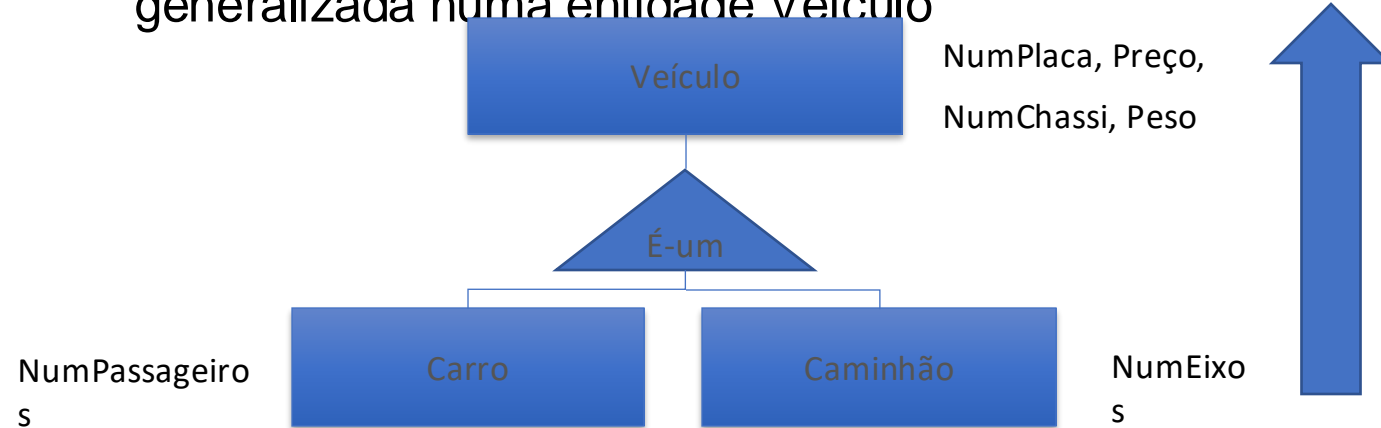 generalizada numa entidade Veículo
Veículo
NumPlaca, Preço,
NumChassi, Peso
É-um
NumPassageiro
s
Carro
Caminhão
NumEixo
s